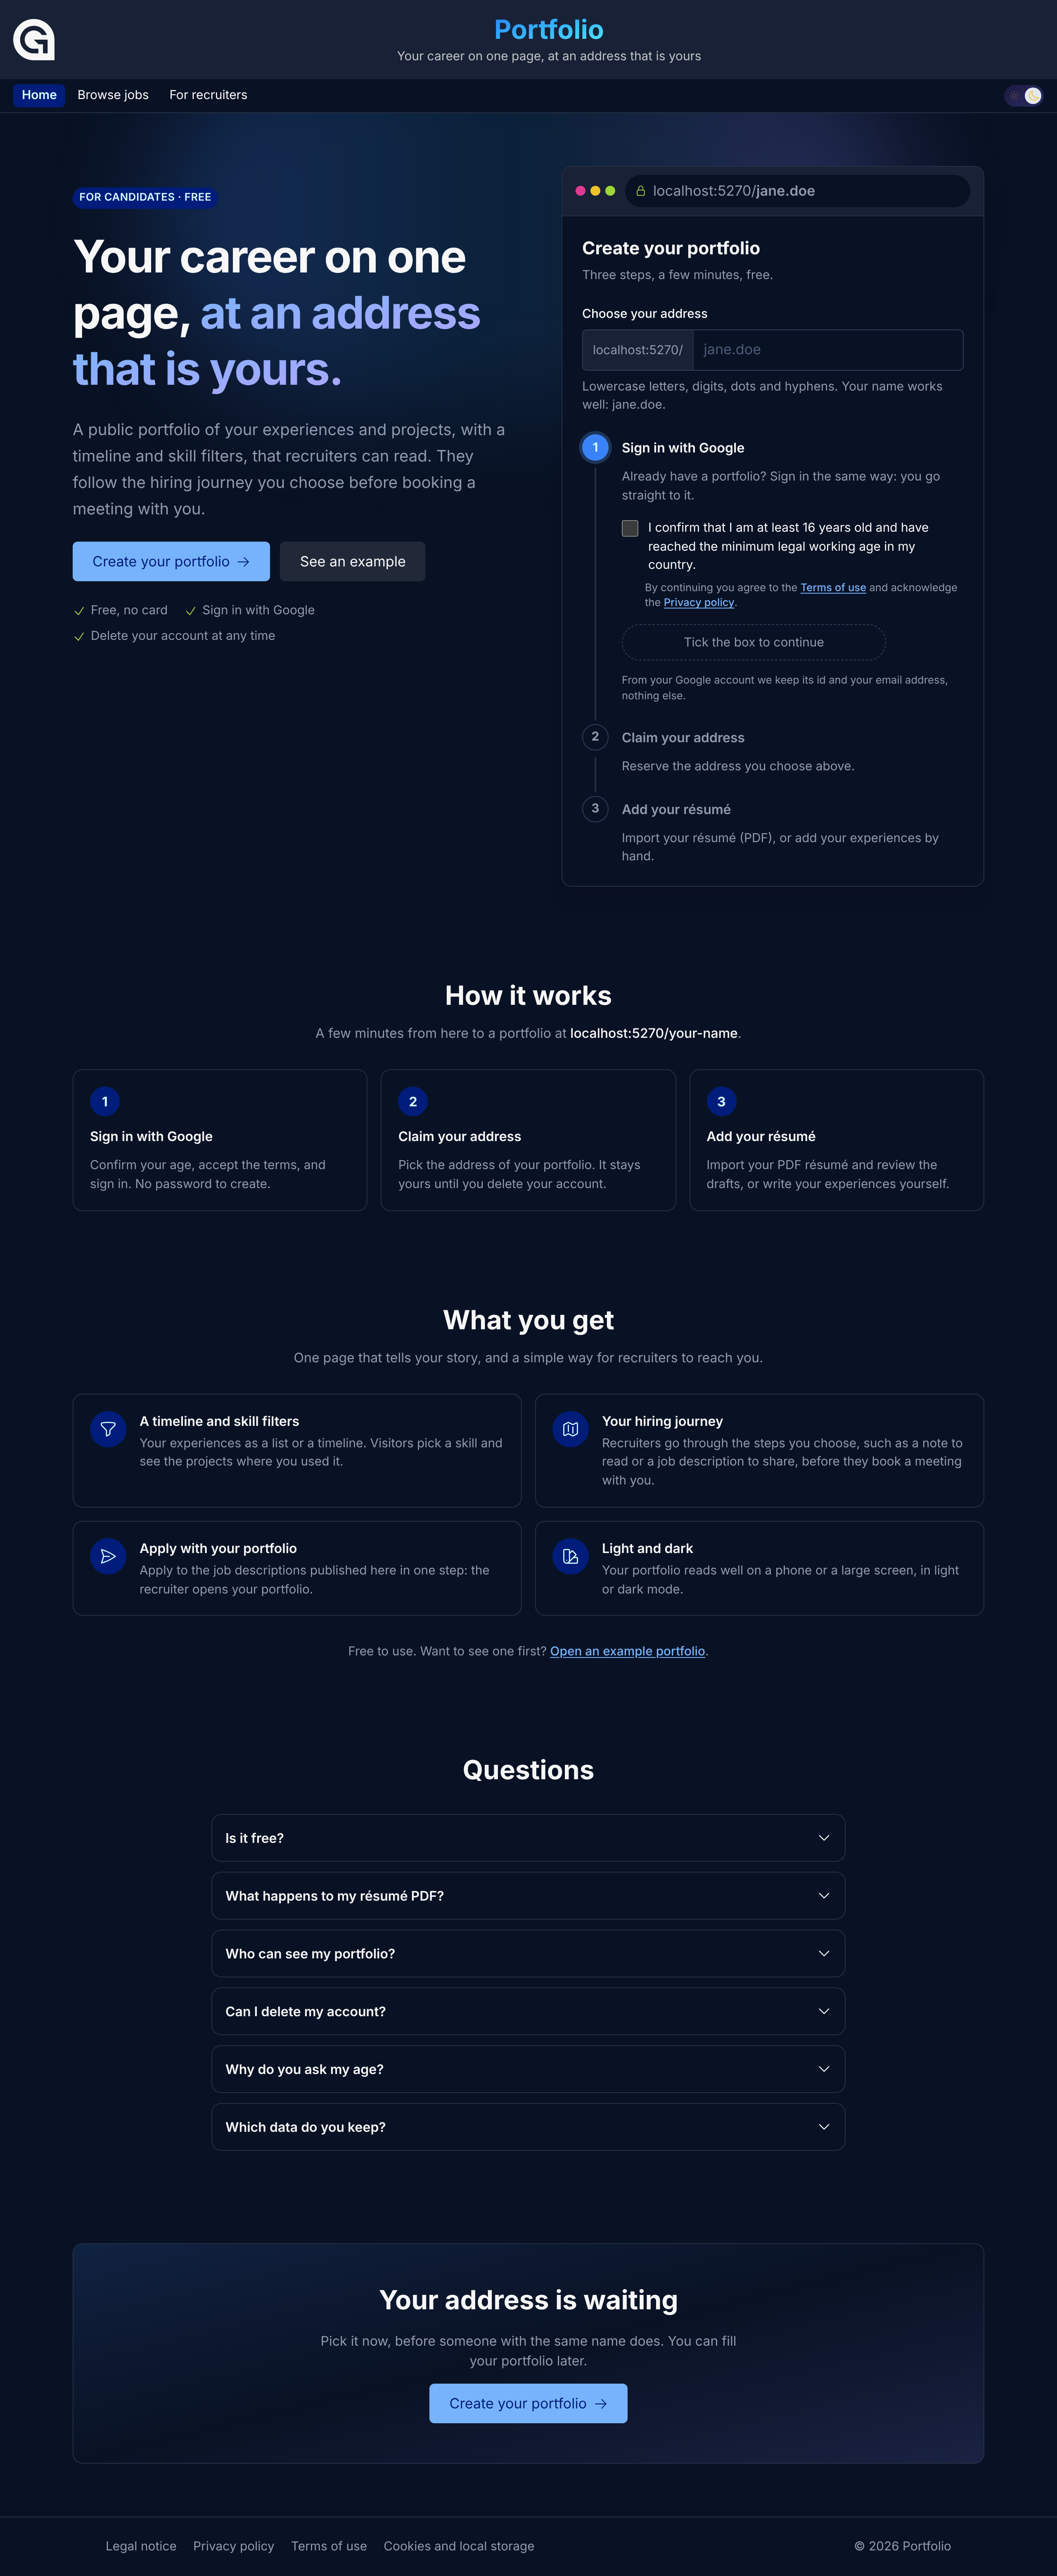 Portfolio
Your career on one page, at an address that is yours
Home Browse jobs For recruiters
FOR CANDIDATES · FREE
Your career on one
page, at an address
that is yours.
A public portfolio of your experiences and projects, with a
timeline and skill filters, that recruiters can read. They
follow the hiring journey you choose before booking a
meeting with you.
Create your portfolio → See an example
Free, no card Sign in with Google
Delete your account at any time
localhost:5270/jane.doe
Create your portfolio
Three steps, a few minutes, free.
Choose your address
localhost:5270/ jane.doe
Lowercase letters, digits, dots and hyphens. Your name works
well: jane.doe.
1 Sign in with Google
Already have a portfolio? Sign in the same way: you go
straight to it.
I confirm that I am at least 16 years old and have
reached the minimum legal working age in my
country.
By continuing you agree to the Terms of use and acknowledge
the Privacy policy.
Tick the box to continue
From your Google account we keep its id and your email address,
nothing else.
2 Claim your address
Reserve the address you choose above.
3 Add your résumé
Import your résumé (PDF), or add your experiences by
hand.
How it works
A few minutes from here to a portfolio at localhost:5270/your-name.
1
Sign in with Google
Confirm your age, accept the terms, and
sign in. No password to create.
2
Claim your address
Pick the address of your portfolio. It stays
yours until you delete your account.
3
Add your résumé
Import your PDF résumé and review the
drafts, or write your experiences yourself.
What you get
One page that tells your story, and a simple way for recruiters to reach you.
A timeline and skill filters
Your experiences as a list or a timeline. Visitors pick a skill and
see the projects where you used it.
Your hiring journey
Recruiters go through the steps you choose, such as a note to
read or a job description to share, before they book a meeting
with you.
Apply with your portfolio
Apply to the job descriptions published here in one step: the
recruiter opens your portfolio.
Light and dark
Your portfolio reads well on a phone or a large screen, in light
or dark mode.
Free to use. Want to see one first? Open an example portfolio.
Questions
Is it free?
What happens to my résumé PDF?
Who can see my portfolio?
Can I delete my account?
Why do you ask my age?
Which data do you keep?
Your address is waiting
Pick it now, before someone with the same name does. You can fill
your portfolio later.
Create your portfolio →
Legal notice Privacy policy Terms of use Cookies and local storage © 2026 Portfolio